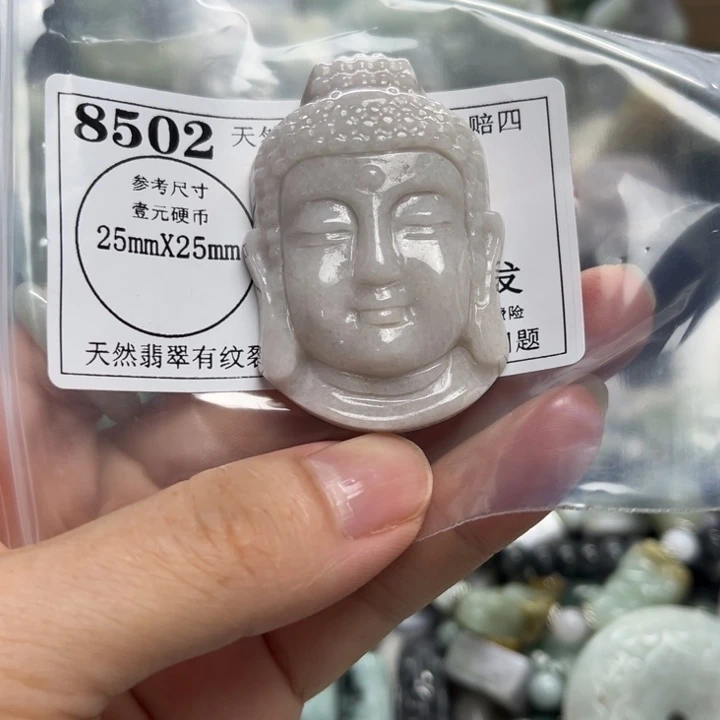 8502
天然
赔四
参考尺寸
壹元硬币
25mmX25mm
险
天然翡翠有纹裂
题